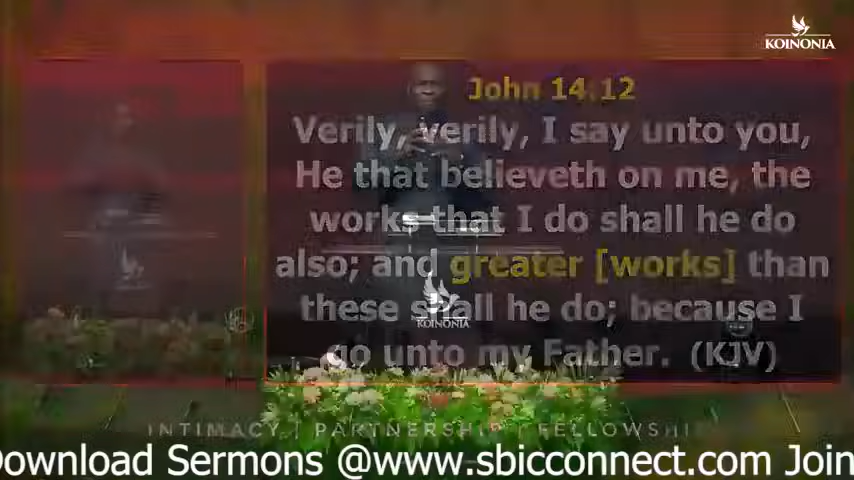 KOINONIA
John 14:12
Verily, verily, I say unto you,
He that believeth on me, the
works that I do shall he do
also; and greater [works] than
these shall he do; because I
go unto my Father. (KJV)
KOINONIA
INTIMACY | PARTNERSHIP | FELLOWSHI
Download Sermons @www.sbicconnect.com Join